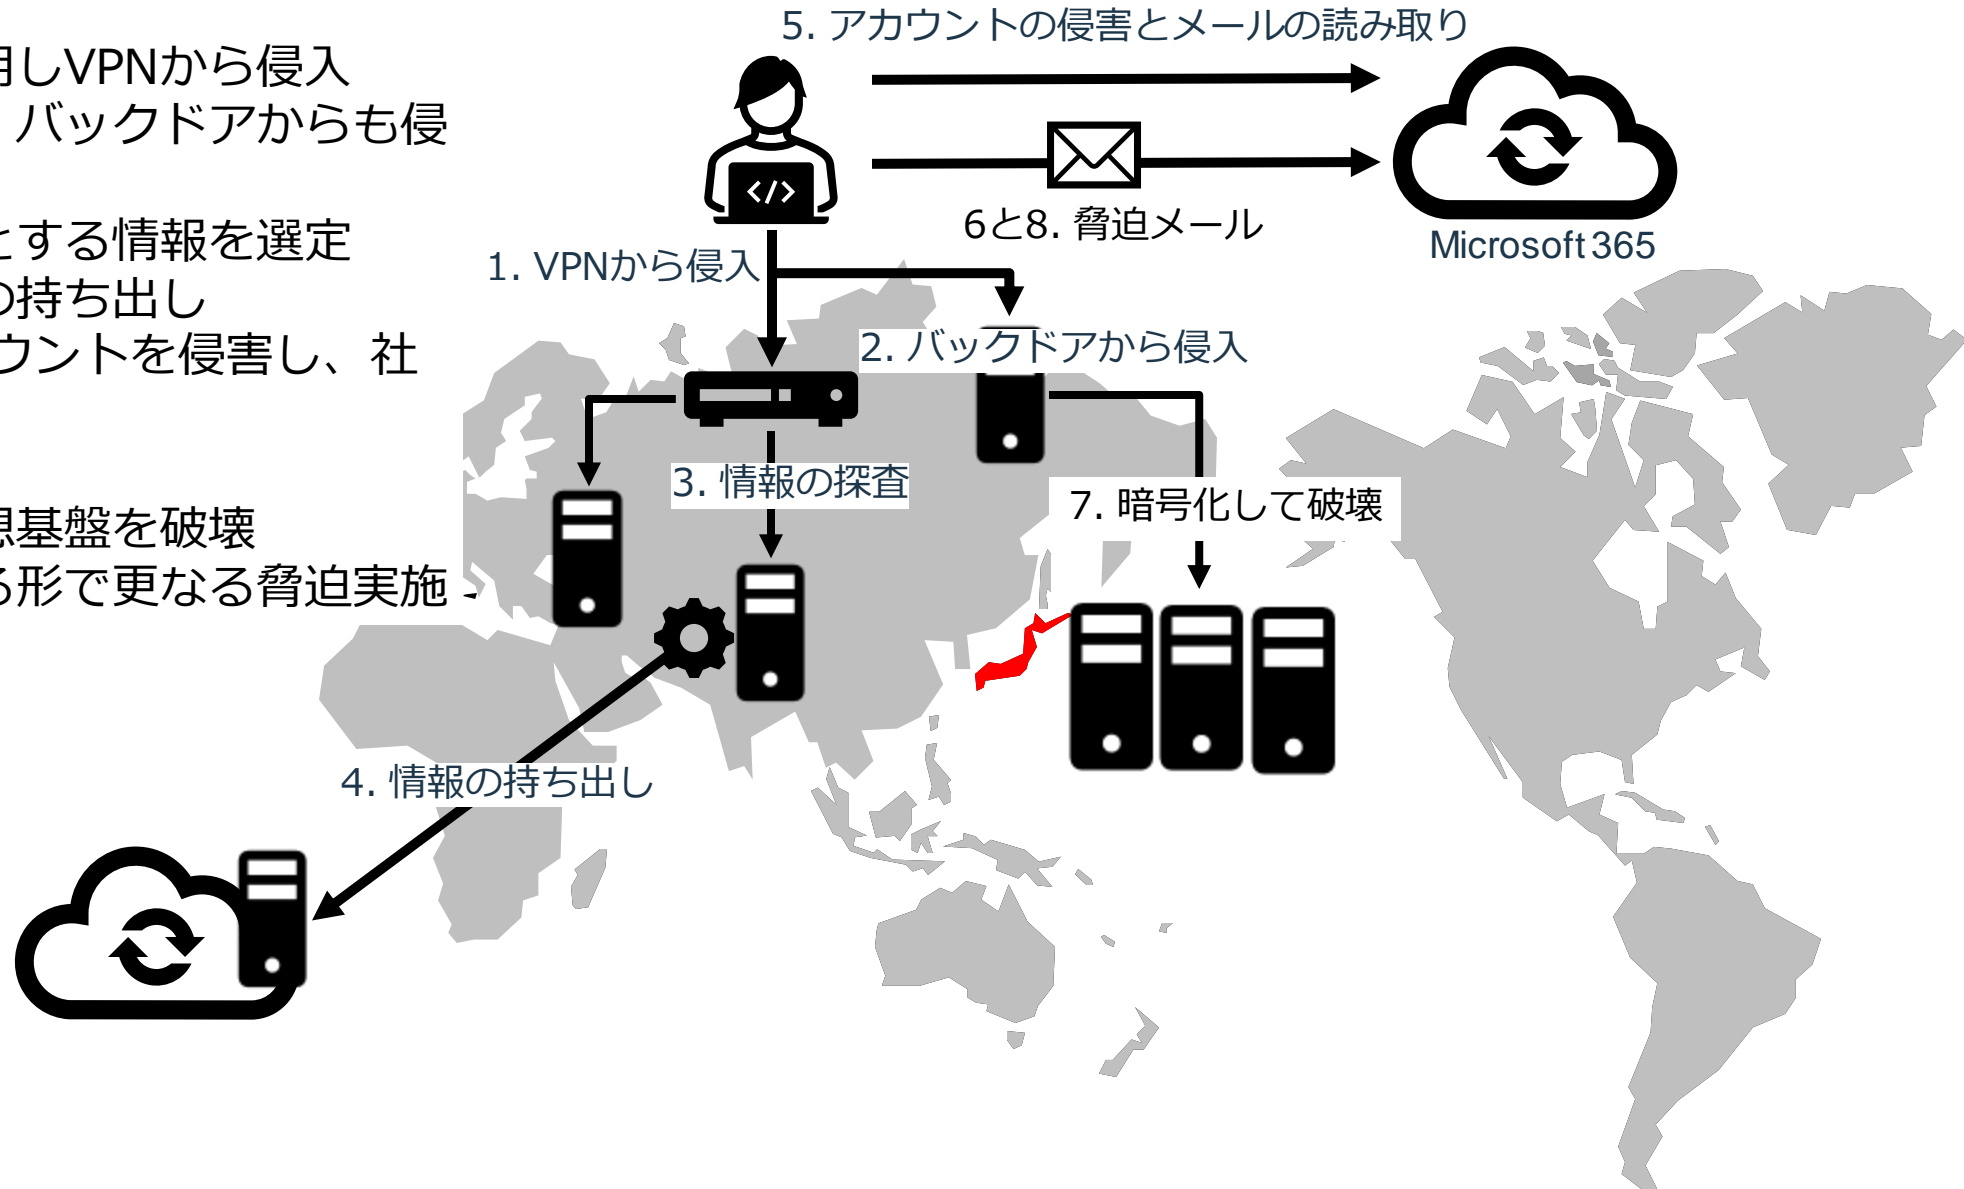 5. アカウントの侵害とメールの読み取り
用しVPNから侵入
バックドアからも侵
とする情報を選定
の持ち出し
ウントを侵害し、社
想基盤を破壊
る形で更なる脅迫実施
6と8. 脅迫メール
Microsoft 365
1. VPNから侵入
2. バックドアから侵入
3. 情報の探査
7. 暗号化して破壊
4. 情報の持ち出し